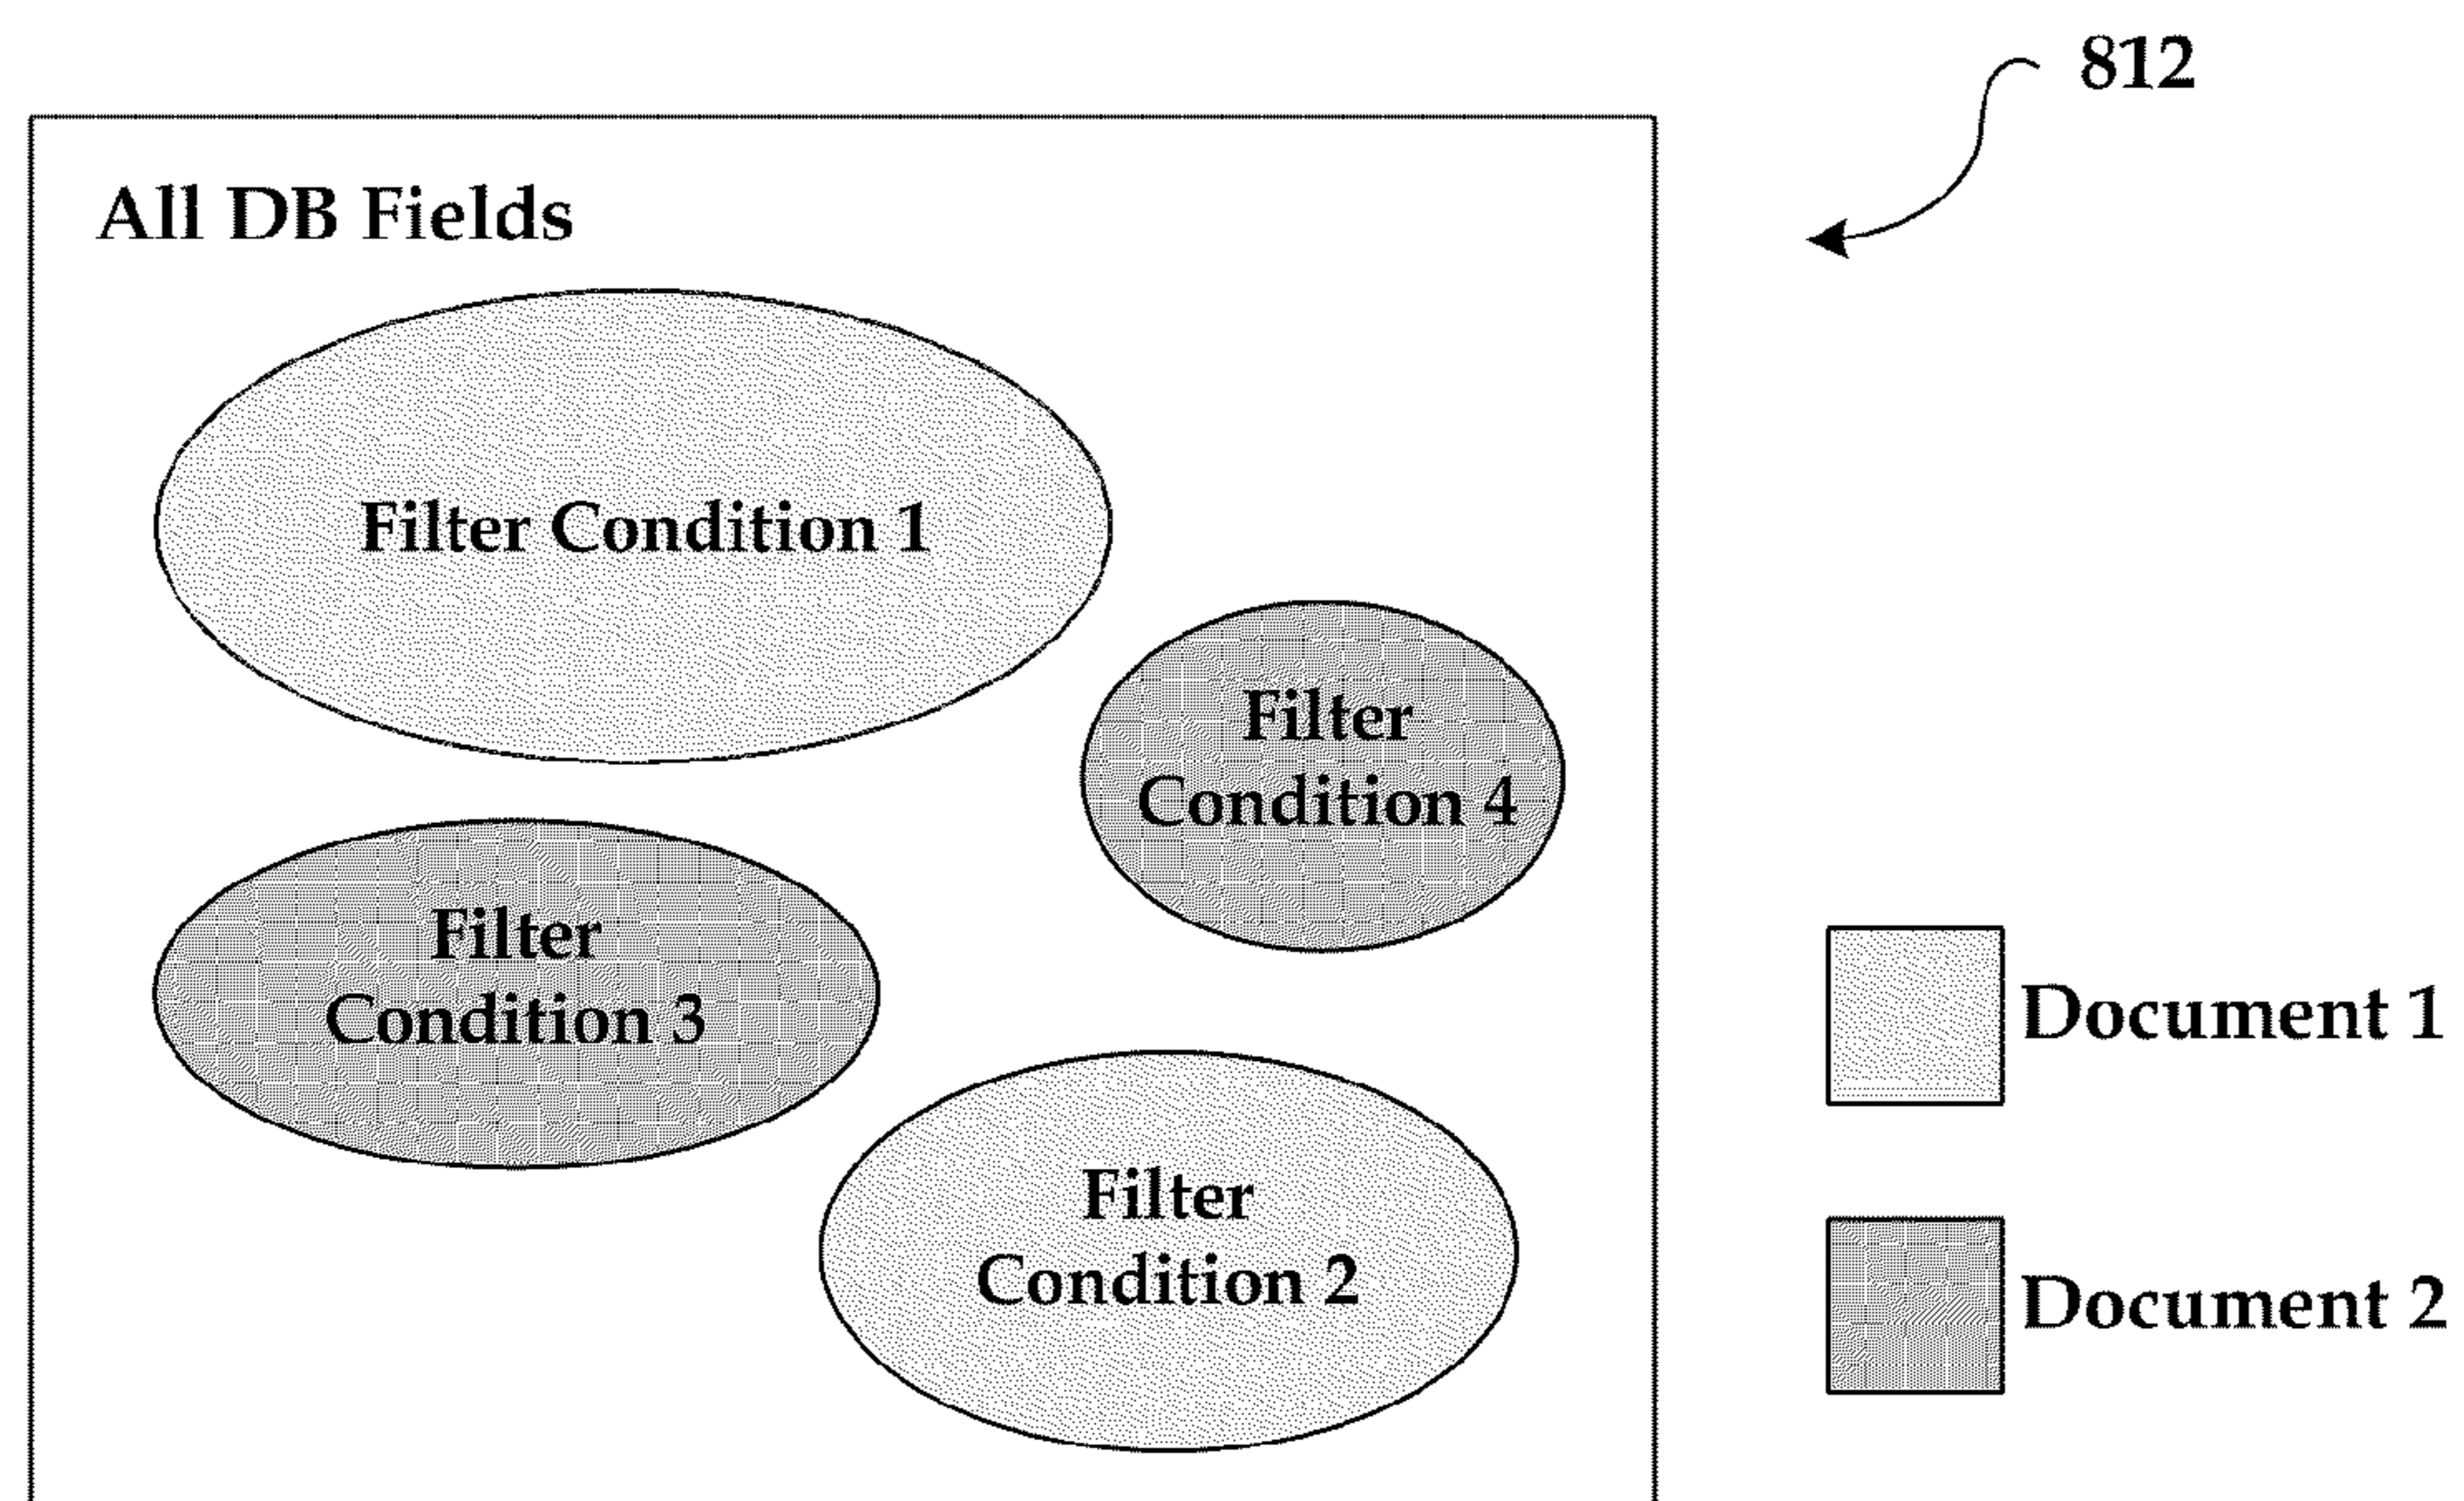 812
All DB Fields
Filter Condition 1
Filter
Condition 4
Filter
Condition 3
Filter
Condition 2
Document 1
Document 2